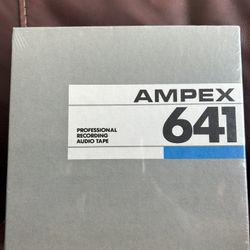 AMPEX
PROFESSIONAL
RECORDING
AUDIO TAPE
641